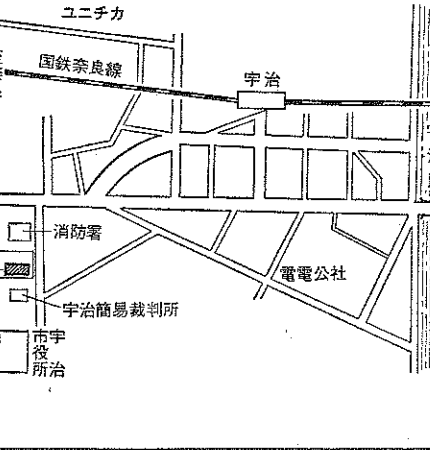 ユニチカ
国鉄奈良線
宇治
消防署
電電公社
宇治簡易裁判所
宇治
市役所